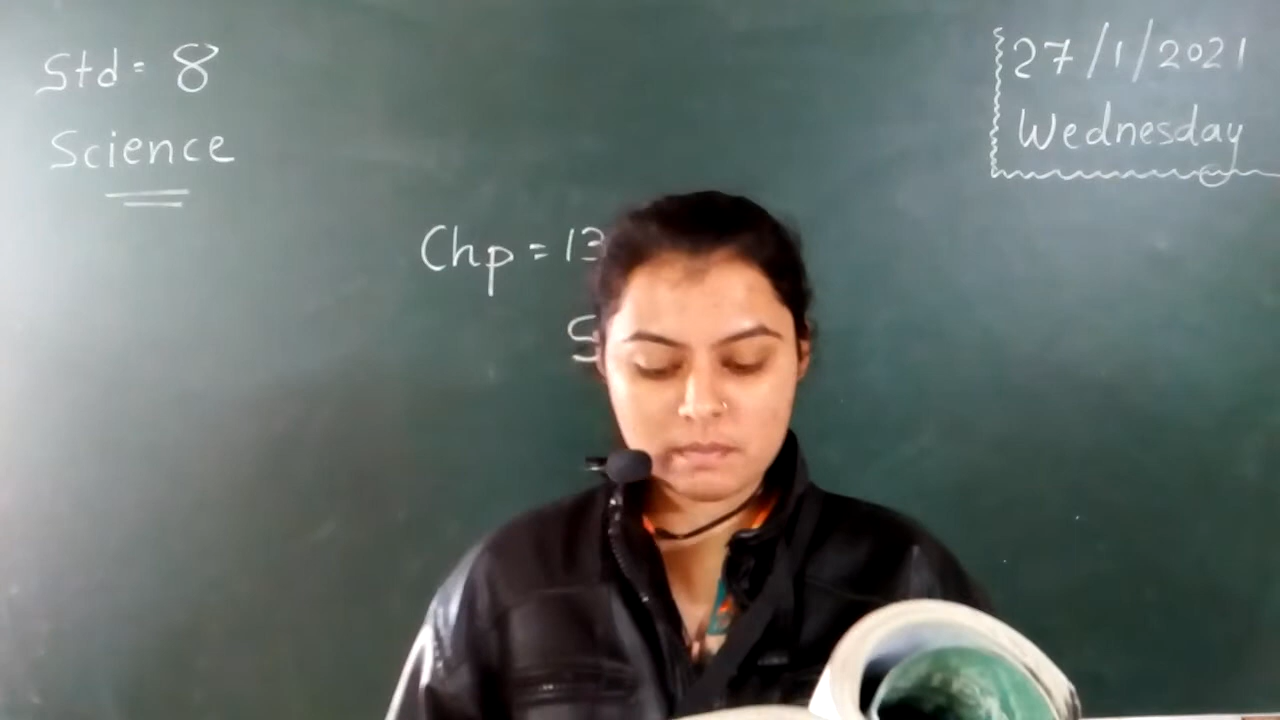 Std = 8
Science
27/1/2021
Wednesday
Chp = 13